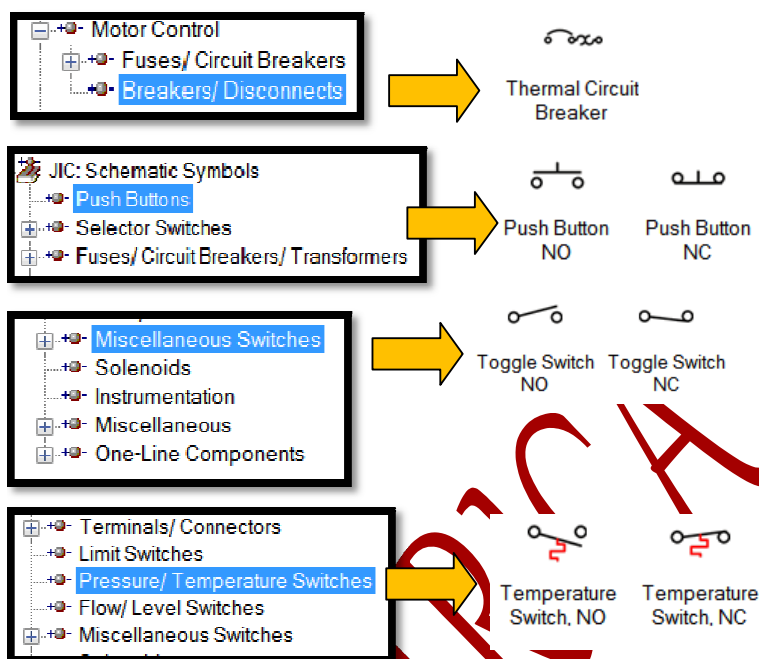 Motor Control
Fuses/ Circuit Breakers
Breakers/ Disconnects
Thermal Circuit
Breaker
JIC: Schematic Symbols
Push Buttons
Selector Switches
Fuses/ Circuit Breakers/ Transformers
Push Button
NO
Push Button
NC
Miscellaneous Switches
Solenoids
Instrumentation
Miscellaneous
One-Line Components
Toggle Switch
NO
Toggle Switch
NC
Terminals/ Connectors
Limit Switches
Pressure/ Temperature Switches
Flow/ Level Switches
Miscellaneous Switches
Temperature
Switch, NO
Temperature
Switch, NC